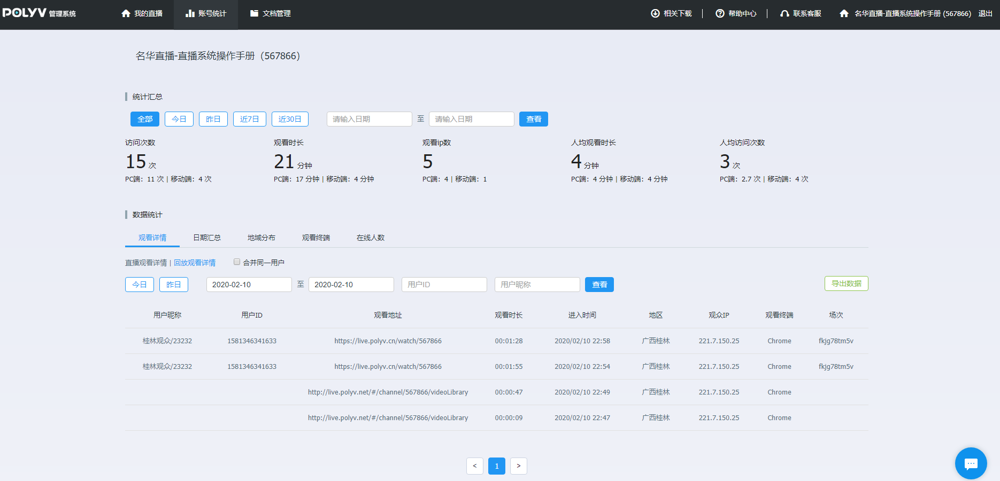 POLYV 管理系统 我的直播 账号统计 文档管理 相关下载 | 帮助中心 | 联系客服 名华直播-直播系统操作手册 (567866) 退出
名华直播-直播系统操作手册（567866）
统计汇总
全部 今日 昨日 近7日 近30日 请输入日期 至 请输入日期 查看
访问次数 观看时长 观看ip数 人均观看时长 人均访问次数
15 次 21 分钟 5 4 分钟 3 次
PC端：11 次 | 移动端：4 次 PC端：17 分钟 | 移动端：4 分钟 PC端：4 | 移动端：1 PC端：4 分钟 | 移动端：4 分钟 PC端：2.7 次 | 移动端：4 次
数据统计
观看详情 日期汇总 地域分布 观看终端 在线人数
直播观看详情 | 回放观看详情 合并同一用户
今日 昨日 2020-02-10 至 2020-02-10 用户ID 用户昵称 查看 导出数据
用户昵称 用户ID 观看地址 观看时长 进入时间 地区 观众IP 观看终端 场次
桂林观众/23232 1581346341633 https://live.polyv.cn/watch/567866 00:01:28 2020/02/10 22:58 广西桂林 221.7.150.25 Chrome fkjg78tm5v
桂林观众/23232 1581346341633 https://live.polyv.cn/watch/567866 00:01:55 2020/02/10 22:54 广西桂林 221.7.150.25 Chrome fkjg78tm5v
http://live.polyv.net/#/channel/567866/videoLibrary 00:00:47 2020/02/10 22:49 广西桂林 221.7.150.25 Chrome
http://live.polyv.net/#/channel/567866/videoLibrary 00:00:09 2020/02/10 22:47 广西桂林 221.7.150.25 Chrome
< 1 >